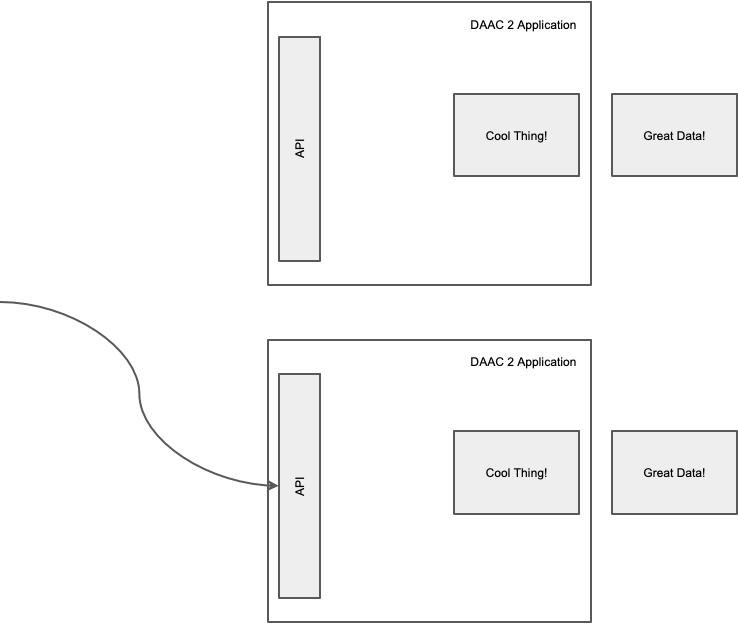 DAAC 2 Application
API
Cool Thing!
Great Data!
DAAC 2 Application
API
Cool Thing!
Great Data!